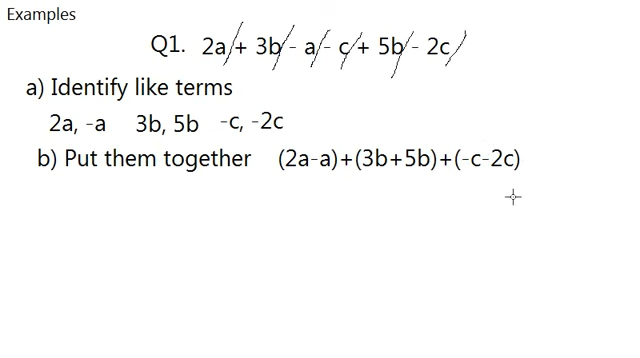 Examples
Q1. 2a + 3b - a - c + 5b - 2c
a) Identify like terms
2a, -a 3b, 5b -c, -2c
b) Put them together (2a-a)+(3b+5b)+(-c-2c)